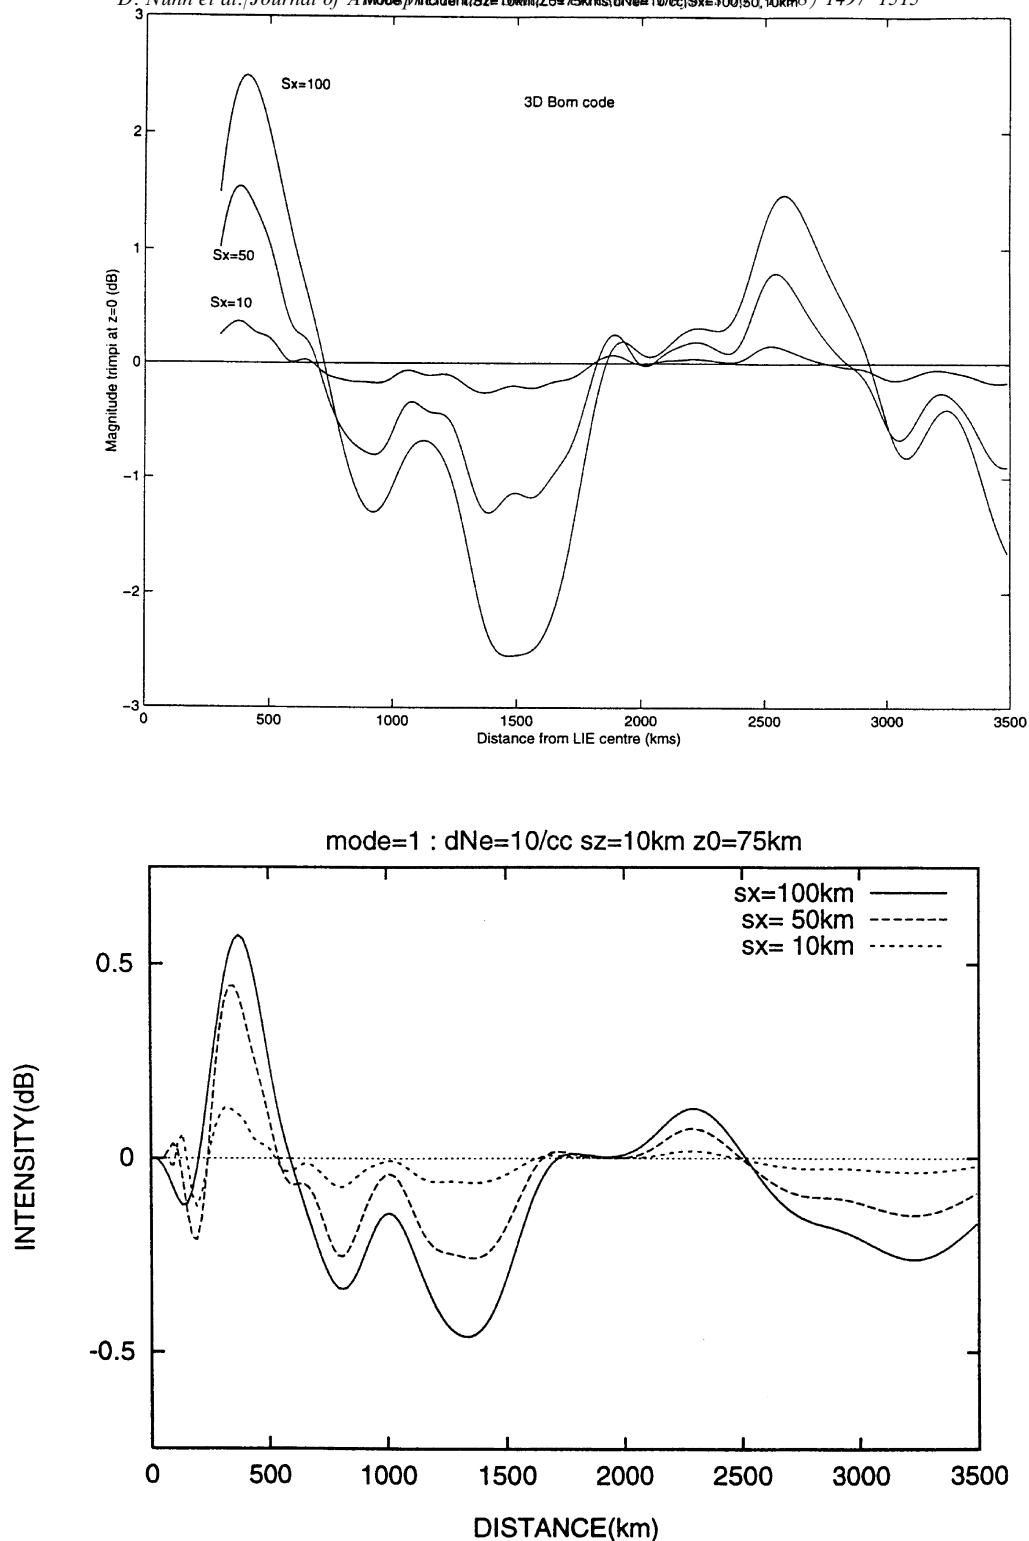 D. Nunn et al./Journal of 1497–1515
3
Sx=100
3D Born code
2
1
Sx=50
Sx=10
0
−1
−2
−3
Magnitude trimpi at z=0 (dB)
0 500 1000 1500 2000 2500 3000 3500
Distance from LIE centre (kms)
mode=1 : dNe=10/cc sz=10km z0=75km
sx=100km
sx= 50km
sx= 10km
0.5
0
-0.5
INTENSITY(dB)
0 500 1000 1500 2000 2500 3000 3500
DISTANCE(km)